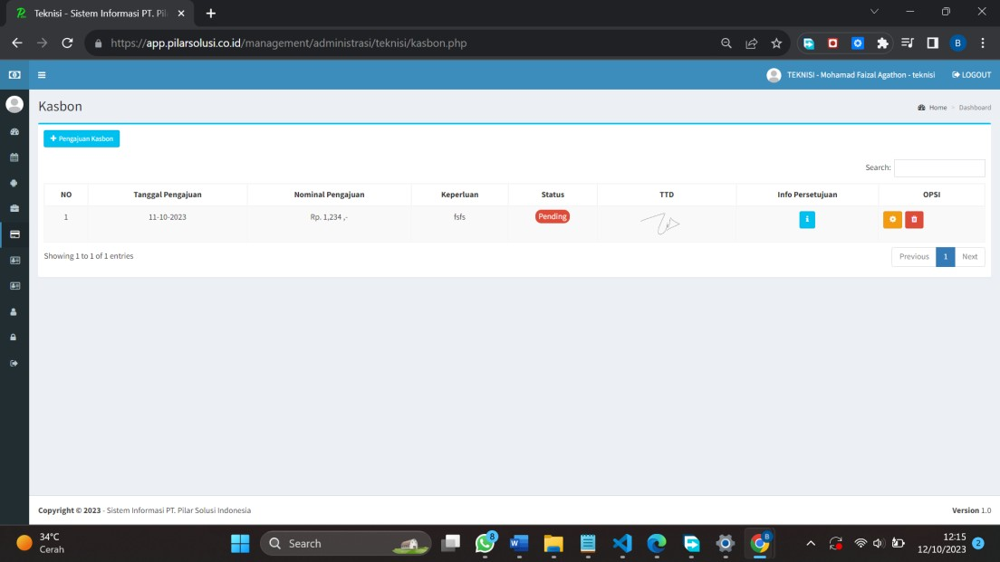 Teknisi - Sistem Informasi PT. Pil
https://app.pilarsolusi.co.id/management/administrasi/teknisi/kasbon.php
B
TEKNISI - Mohamad Faizal Agathon - teknisi
LOGOUT
Kasbon
Home
Dashboard
Pengajuan Kasbon
Search:
NO Tanggal Pengajuan Nominal Pengajuan Keperluan Status TTD Info Persetujuan OPSI
1 11-10-2023 Rp. 1,234 ,- fsfs Pending
Showing 1 to 1 of 1 entries
Previous 1 Next
Copyright © 2023 - Sistem Informasi PT. Pilar Solusi Indonesia
Version 1.0
34°C
Cerah
Search
8
B
12:15
12/10/2023
2